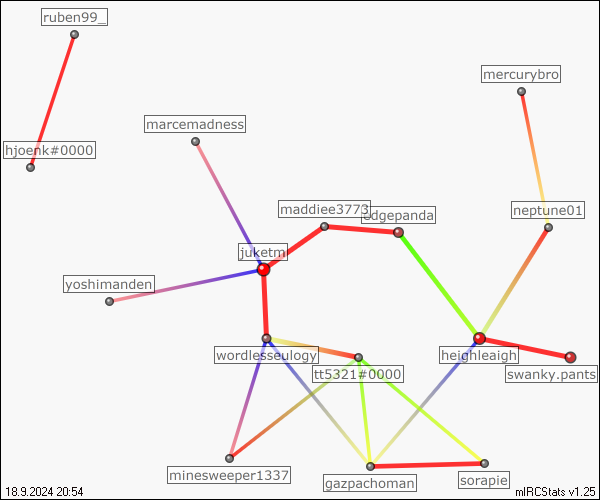 ruben99_
mercurybro
marcemadness
hjoenk#0000
maddiee3773
edgepanda
neptune01
juketm
yoshimanden
wordlesseulogy
heighleaigh
tt5321#0000
swanky.pants
minesweeper1337
gazpachoman
sorapie
18.9.2024 20:54
mIRCStats v1.25